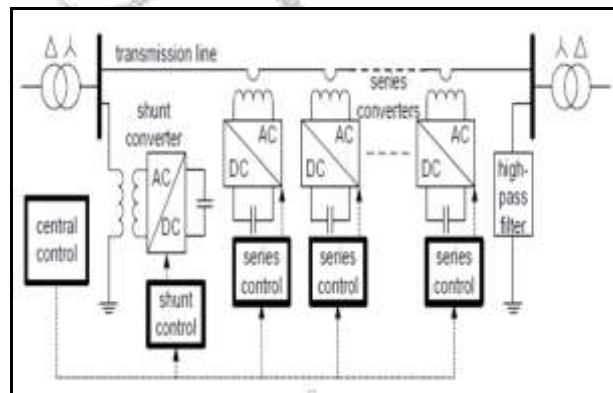 Δ
Δ
transmission line
series
converters
shunt
converter
AC
DC
AC
DC
AC
DC
AC
DC
high-
pass
filter
central
control
shunt
control
series
control
series
control
series
control